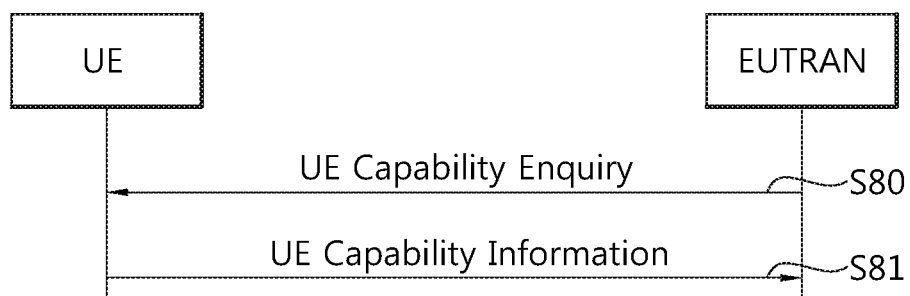 UE
EUTRAN
UE Capability Enquiry
S80
UE Capability Information
S81